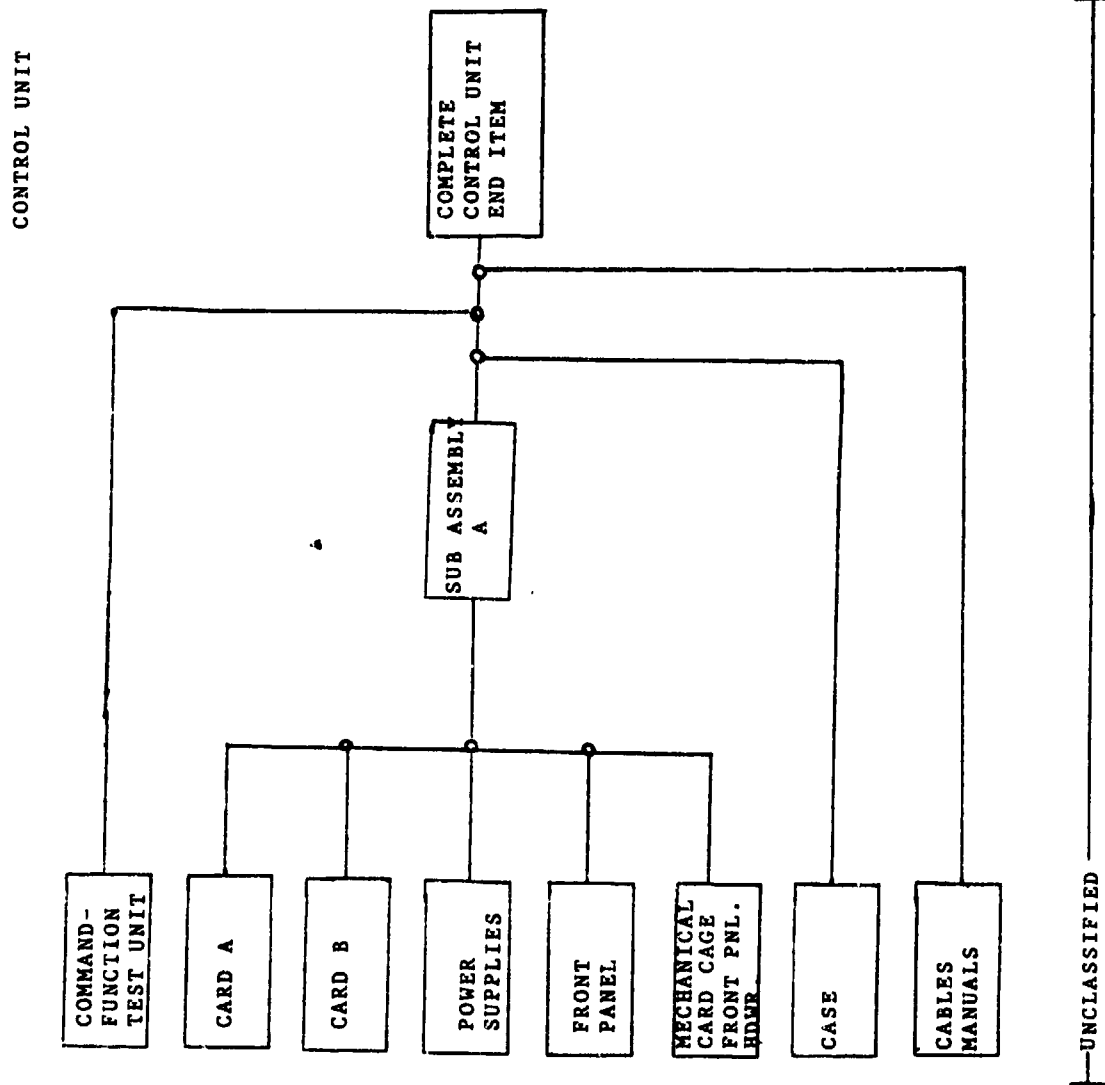 CONTROL UNIT
COMMAND-
FUNCTION
TEST UNIT
CARD A
CARD B
POWER
SUPPLIES
FRONT
PANEL
MECHANICAL
CARD CAGE
FRONT PNL.
HDWR.
CASE
CABLES
MANUALS
SUB ASSEMBLY
A
COMPLETE
CONTROL UNIT
END ITEM
UNCLASSIFIED